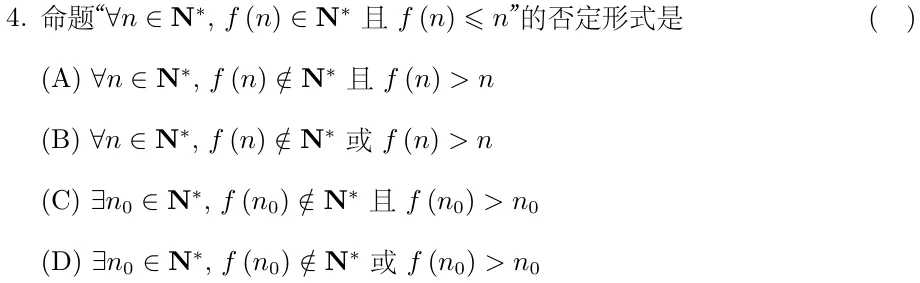 4. 命题“∀n ∈ N*, f (n) ∈ N* 且 f (n) ⩽ n”的否定形式是 ( )
(A) ∀n ∈ N*, f (n) ∉ N* 且 f (n) > n
(B) ∀n ∈ N*, f (n) ∉ N* 或 f (n) > n
(C) ∃n₀ ∈ N*, f (n₀) ∉ N* 且 f (n₀) > n₀
(D) ∃n₀ ∈ N*, f (n₀) ∉ N* 或 f (n₀) > n₀